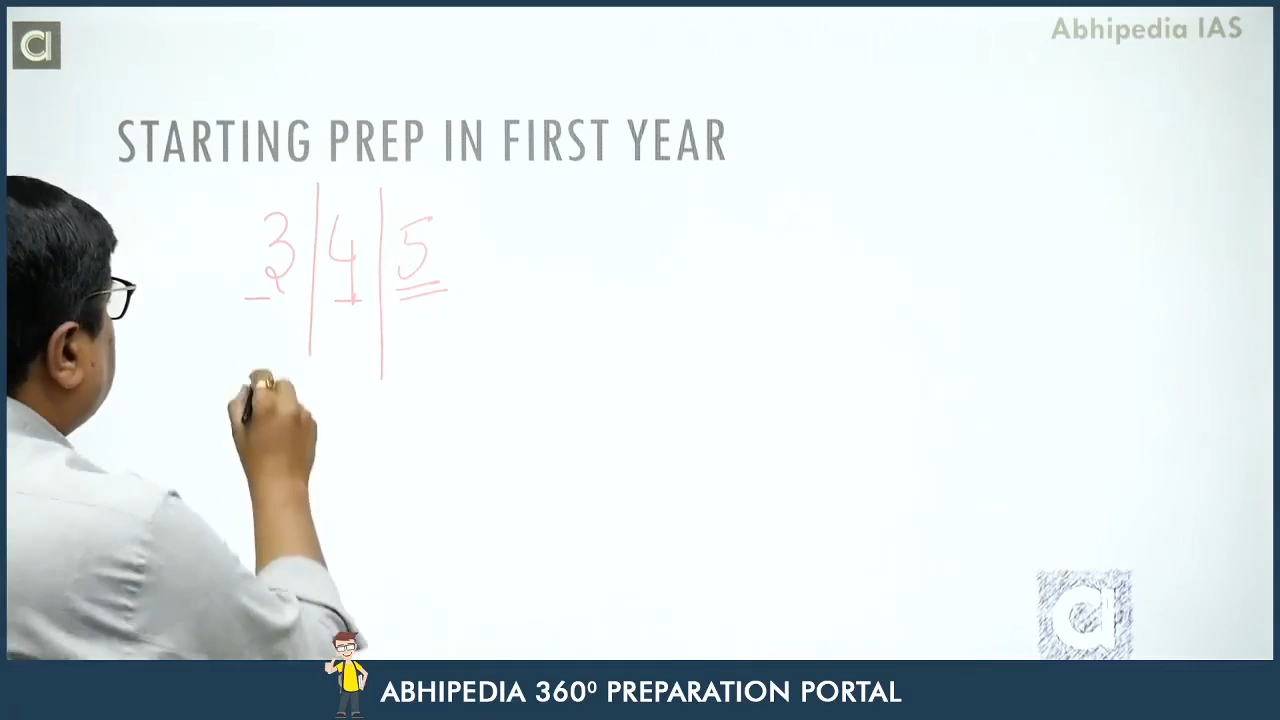 Abhipedia IAS
STARTING PREP IN FIRST YEAR
3 | 4 | 5
ABHIPEDIA 360⁰ PREPARATION PORTAL